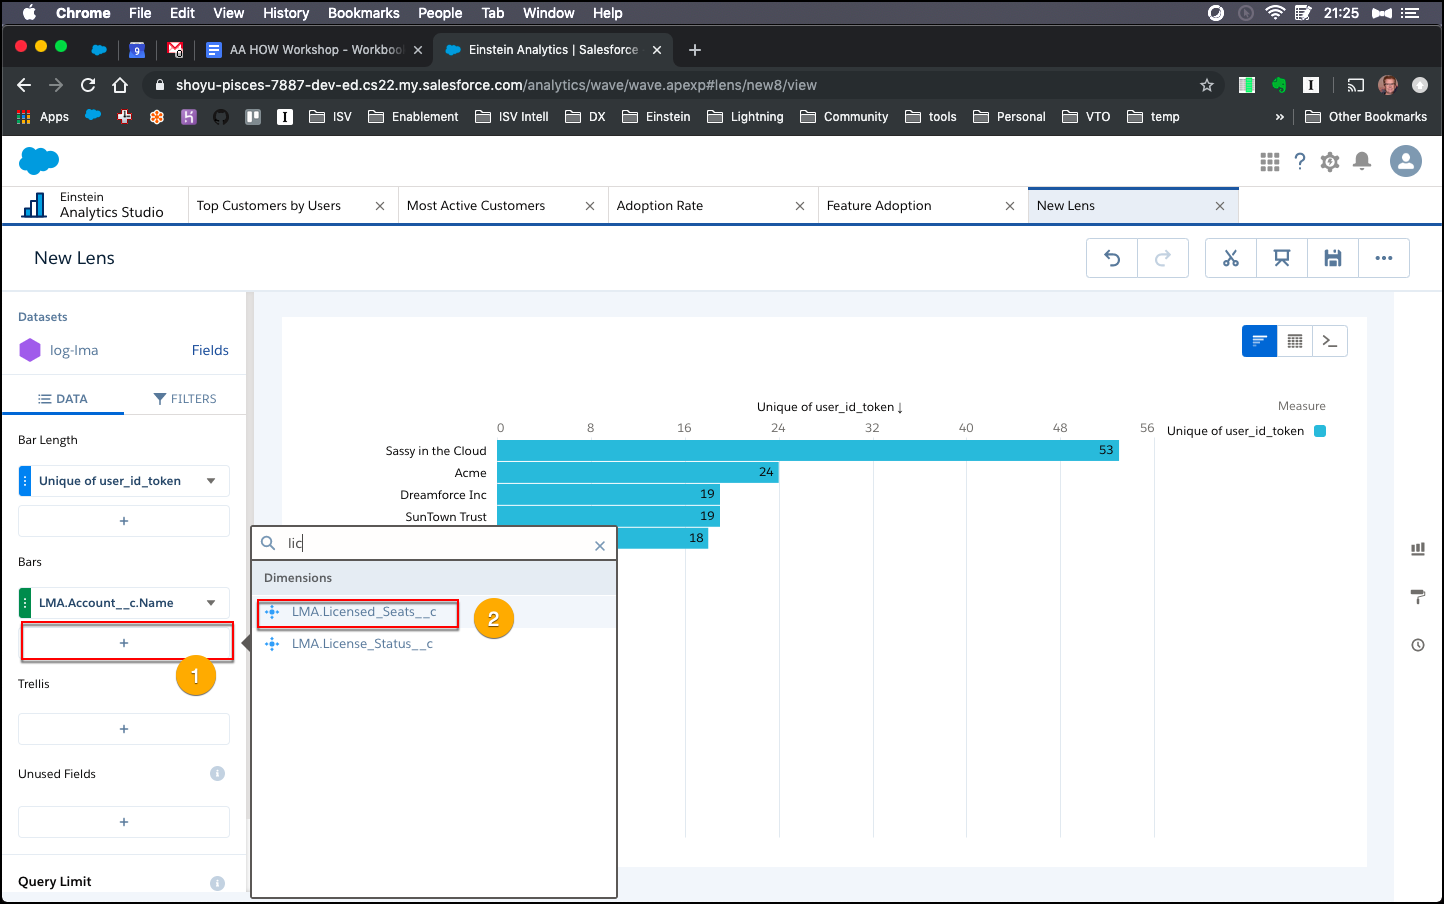 Chrome File Edit View History Bookmarks People Tab Window Help 21:25
9 0 AA HOW Workshop - Workboo Einstein Analytics | Salesforce
shoyu-pisces-7887-dev-ed.cs22.my.salesforce.com/analytics/wave/wave.apexp#lens/new8/view
Apps ISV Enablement ISV Intell DX Einstein Lightning Community tools Personal VTO temp » Other Bookmarks
Einstein
Analytics Studio
Top Customers by Users Most Active Customers Adoption Rate Feature Adoption New Lens
New Lens
Datasets
log-lma Fields
DATA FILTERS
Bar Length
Unique of user_id_token
+
Bars
LMA.Account__c.Name
+
1
Trellis
+
Unused Fields
+
Query Limit
lic
Dimensions
LMA.Licensed_Seats__c
2
LMA.License_Status__c
Unique of user_id_token ↓
Measure
Unique of user_id_token
0 8 16 24 32 40 48 56
Sassy in the Cloud 53
Acme 24
Dreamforce Inc 19
SunTown Trust 19
18